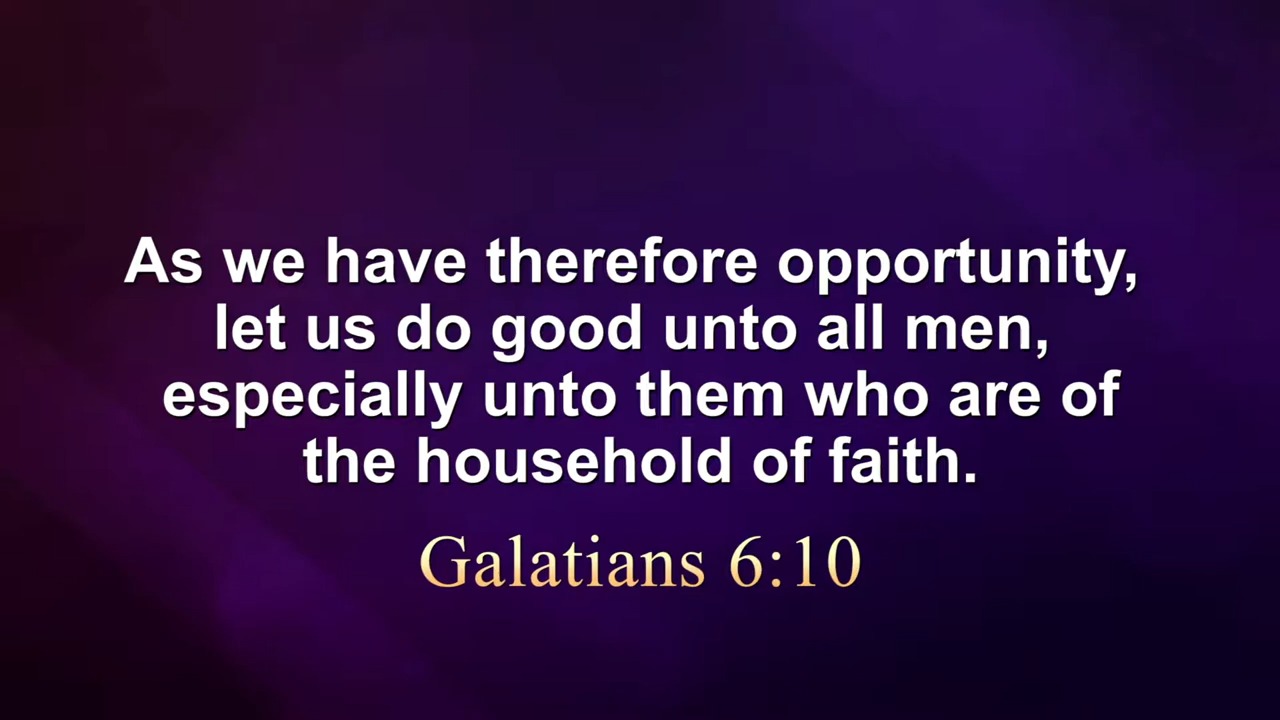 As we have therefore opportunity,
let us do good unto all men,
especially unto them who are of
the household of faith.
Galatians 6:10